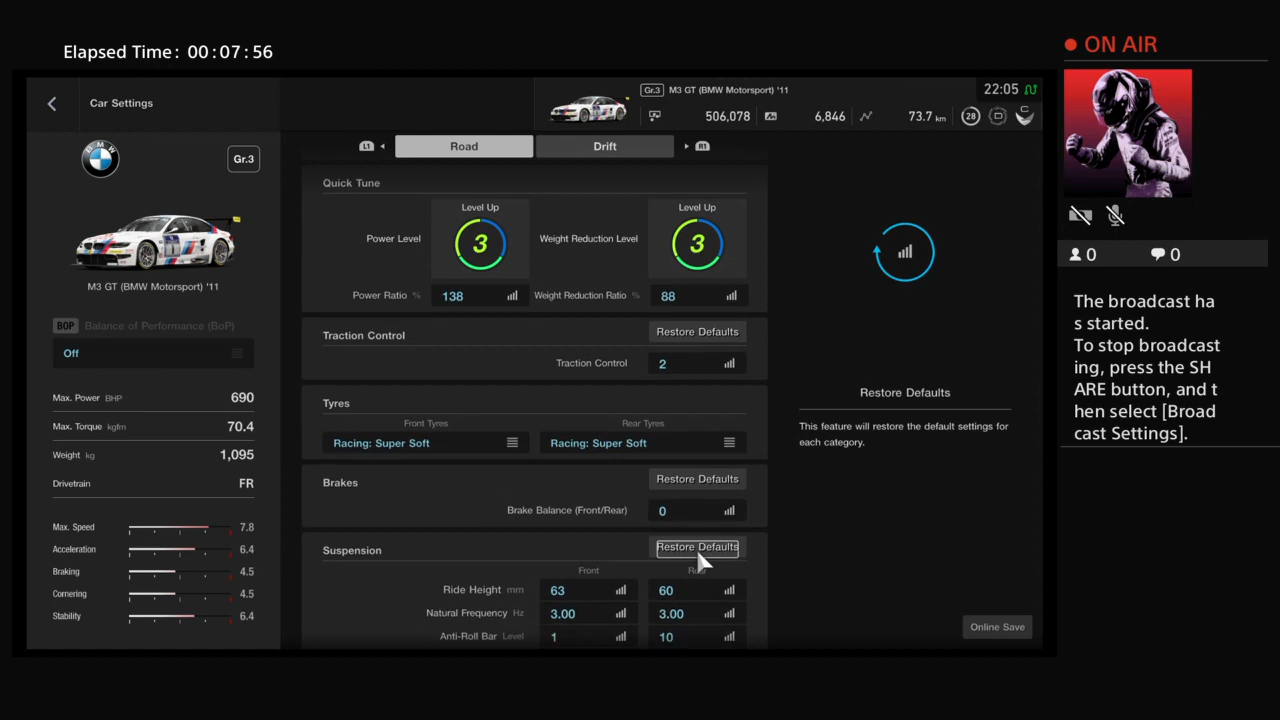 Elapsed Time: 00:07:56
ON AIR
Car Settings
Gr.3 M3 GT (BMW Motorsport) '11
22:05
506,078
6,846
73.7 km
28
C
BMW
Gr.3
M3 GT (BMW Motorsport) '11
BOP Balance of Performance (BoP)
Off
Max. Power BHP 690
Max. Torque kgfm 70.4
Weight kg 1,095
Drivetrain FR
Max. Speed 7.8
Acceleration 6.4
Braking 4.5
Cornering 4.5
Stability 6.4
L1 Road Drift R1
Quick Tune
Level Up Level Up
Power Level 3 Weight Reduction Level 3
Power Ratio % 138 Weight Reduction Ratio % 88
Traction Control Restore Defaults
Traction Control 2
Tyres
Front Tyres Rear Tyres
Racing: Super Soft Racing: Super Soft
Brakes Restore Defaults
Brake Balance (Front/Rear) 0
Suspension Restore Defaults
Front
Ride Height mm 63 60
Natural Frequency Hz 3.00 3.00
Anti-Roll Bar Level 1 10
Restore Defaults
This feature will restore the default settings for
each category.
Online Save
0 0
The broadcast ha
s started.
To stop broadcast
ing, press the SH
ARE button, and t
hen select [Broad
cast Settings].